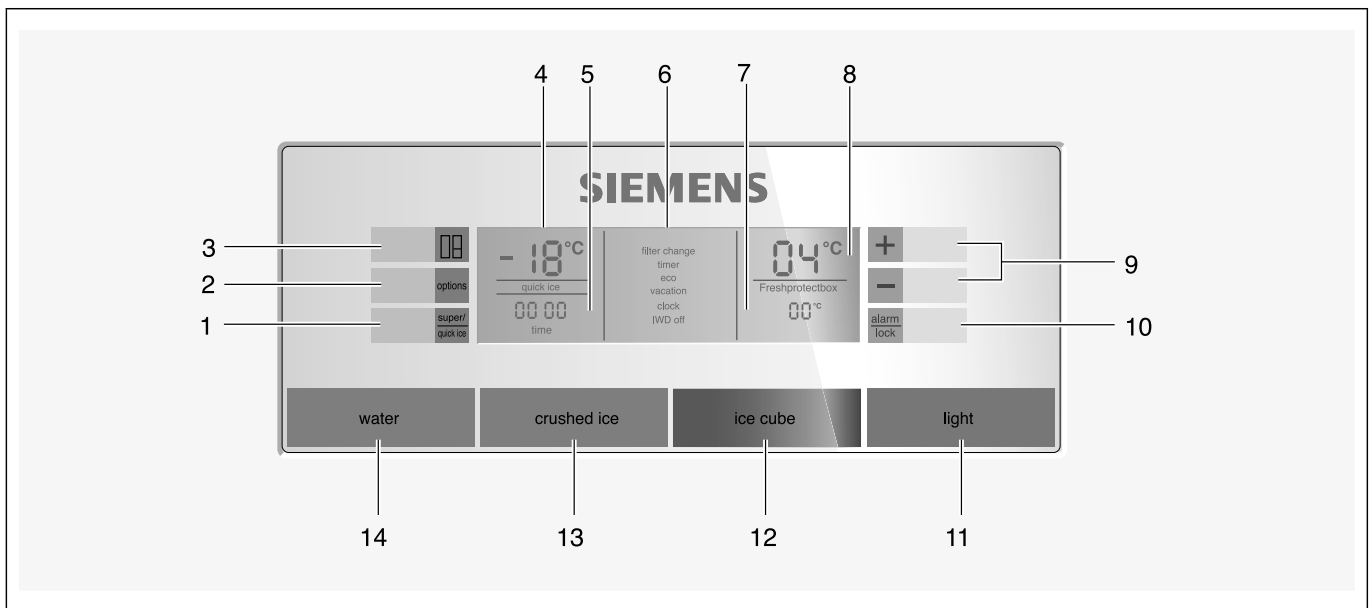 4 5 6 7 8
SIEMENS
3
2
options
1
super/
quick ice
- 18 °C
quick ice
00 00
time
filter change
timer
eco
vacation
clock
IWD off
04 °C
Freshprotectbox
00 °C
+
−
9
alarm
lock
10
water crushed ice ice cube light
14 13 12 11